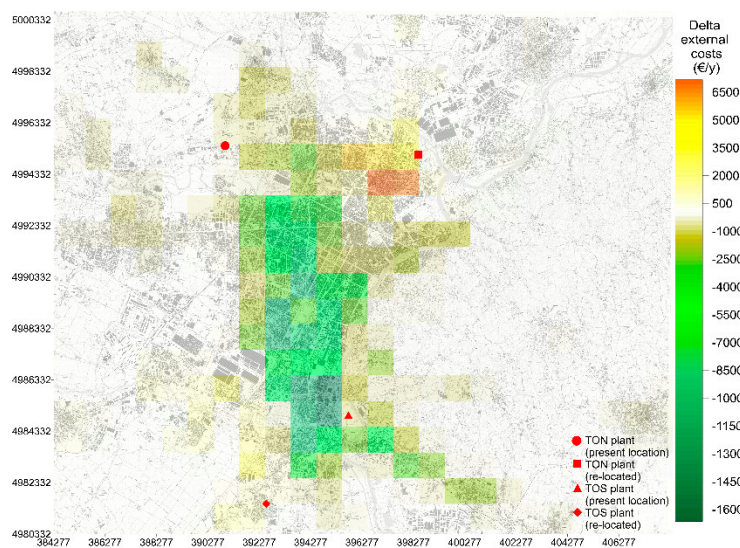 5000332
4998332
4996332
4994332
4992332
4990332
4988332
4986332
4984332
4982332
4980332
384277 386277 388277 390277 392277 394277 396277 398277 400277 402277 404277 406277
TON plant
(present location)
TON plant
(re-located)
TOS plant
(present location)
TOS plant
(re-located)
Delta
external
costs
(€/y)
6500
5000
3500
2000
500
-1000
-2500
-4000
-5500
-7000
-8500
-1000
-1150
-1300
-1450
-1600